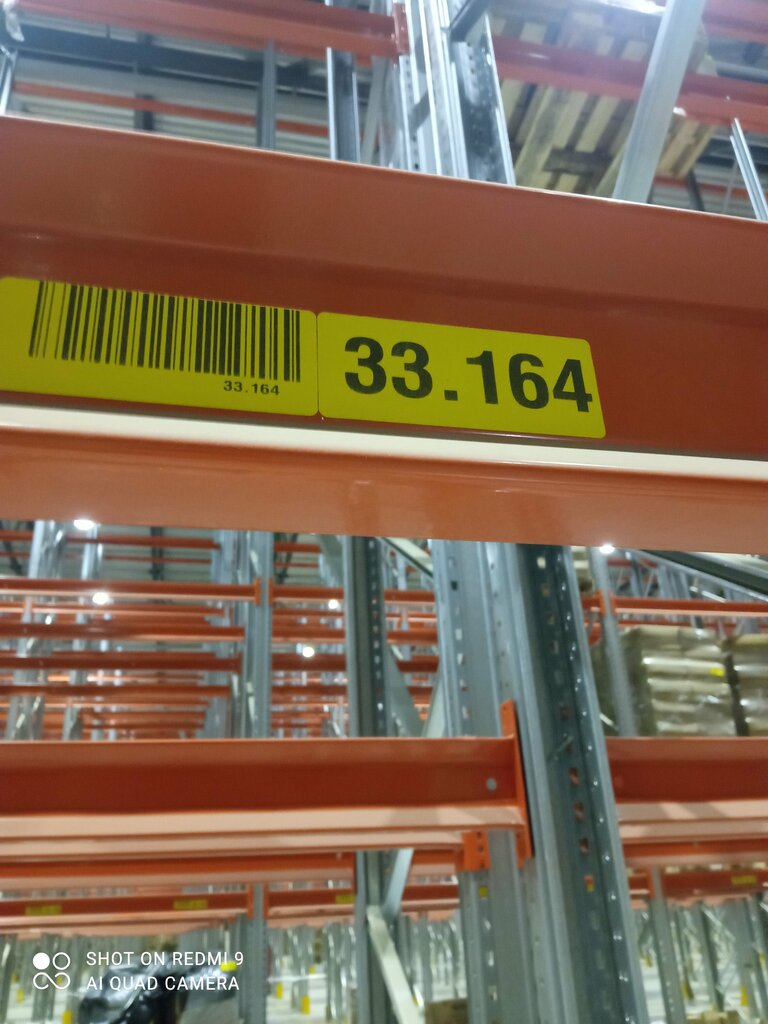 33.164
33.164
SHOT ON REDMI 9
AI QUAD CAMERA